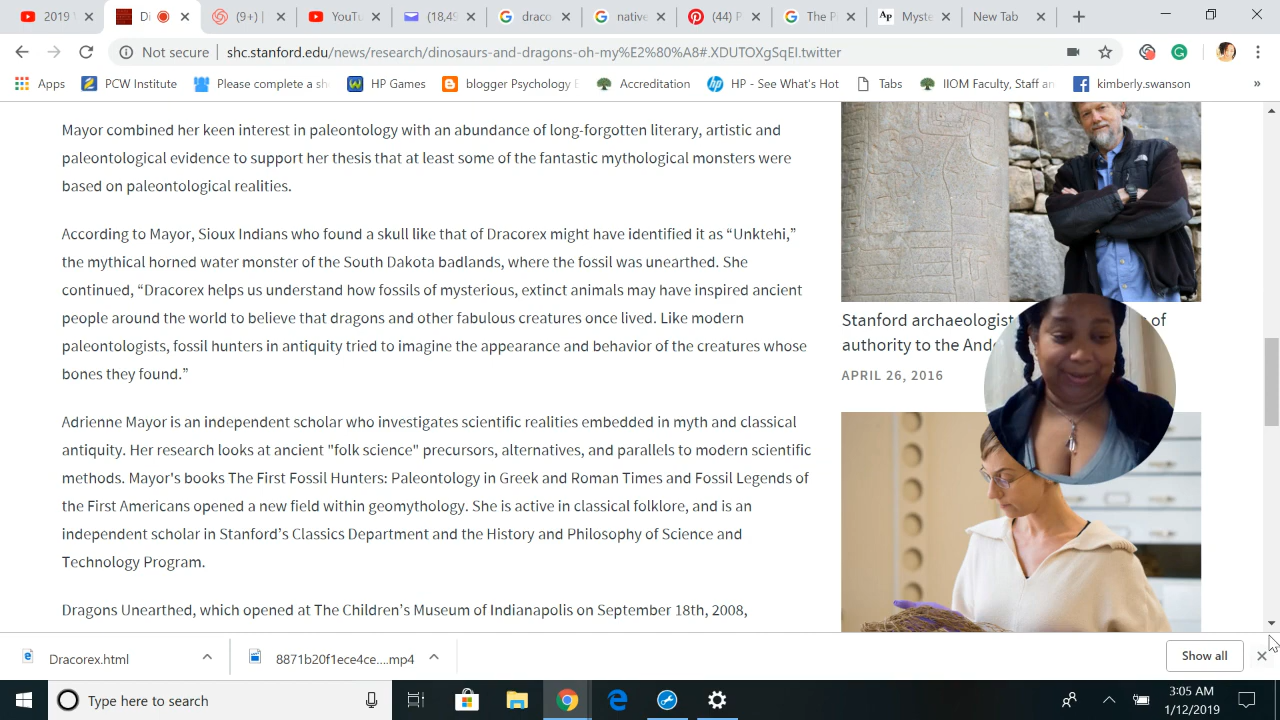 2019
Di
(9+)
YouTu
(18,4
draco
native
(44)
The P
Myste
New Tab
Not secure
shc.stanford.edu/news/research/dinosaurs-and-dragons-oh-my%E2%80%A8#.XDUTOXgSqEI.twitter
Apps
PCW Institute
Please complete a sh
HP Games
blogger Psychology
Accreditation
HP - See What's Hot
Tabs
IIOM Faculty, Staff an
kimberly.swanson
»
Mayor combined her keen interest in paleontology with an abundance of long-forgotten literary, artistic and
paleontological evidence to support her thesis that at least some of the fantastic mythological monsters were
based on paleontological realities.
According to Mayor, Sioux Indians who found a skull like that of Dracorex might have identified it as “Unktehi,”
the mythical horned water monster of the South Dakota badlands, where the fossil was unearthed. She
continued, “Dracorex helps us understand how fossils of mysterious, extinct animals may have inspired ancient
people around the world to believe that dragons and other fabulous creatures once lived. Like modern
paleontologists, fossil hunters in antiquity tried to imagine the appearance and behavior of the creatures whose
bones they found.”
Adrienne Mayor is an independent scholar who investigates scientific realities embedded in myth and classical
antiquity. Her research looks at ancient "folk science" precursors, alternatives, and parallels to modern scientific
methods. Mayor's books The First Fossil Hunters: Paleontology in Greek and Roman Times and Fossil Legends of
the First Americans opened a new field within geomythology. She is active in classical folklore, and is an
independent scholar in Stanford’s Classics Department and the History and Philosophy of Science and
Technology Program.
Dragons Unearthed, which opened at The Children’s Museum of Indianapolis on September 18th, 2008,
Stanford archaeologist of
authority to the And
APRIL 26, 2016
Dracorex.html
8871b20f1ece4ce....mp4
Show all
Type here to search
3:05 AM
1/12/2019